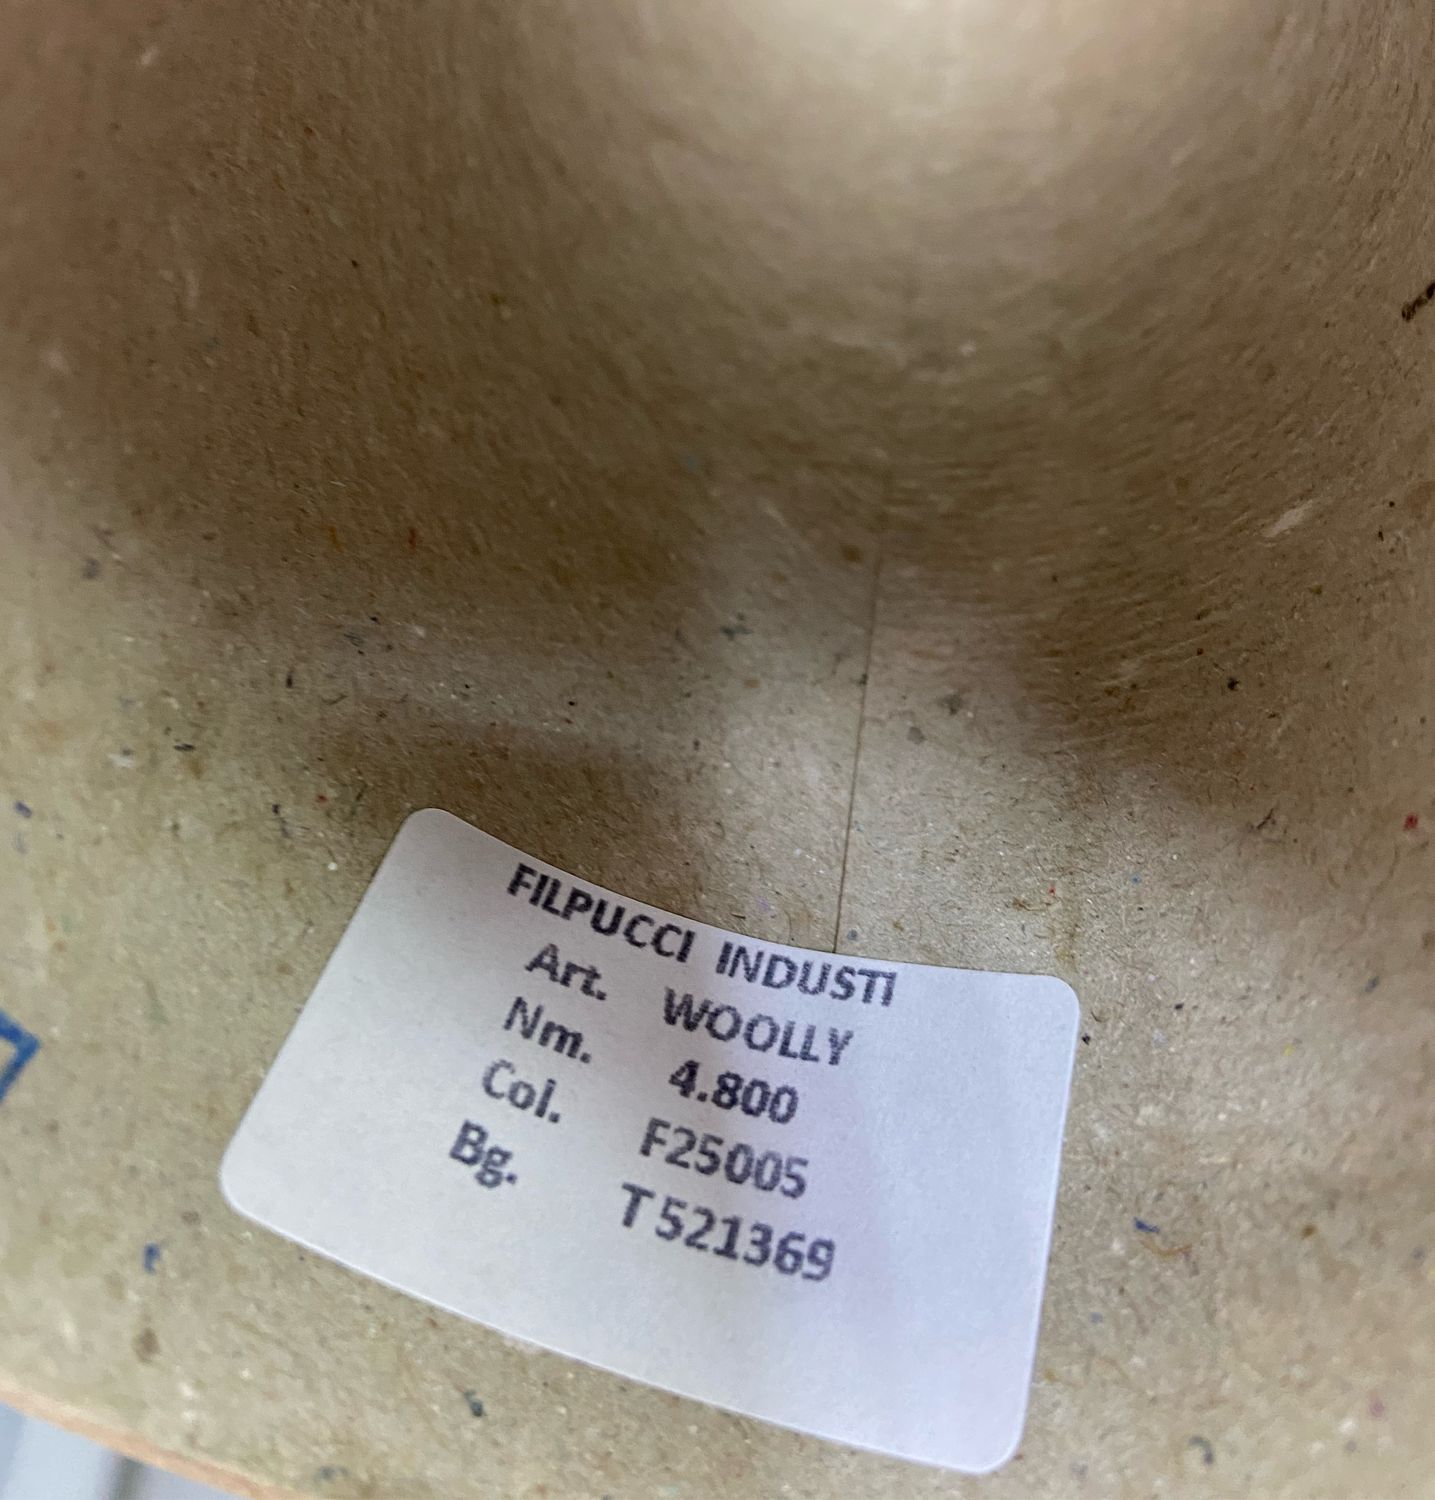 FILPUCCI INDUSTI
Art. WOOLLY
Nm. 4.800
Col. F25005
Bg. T521369